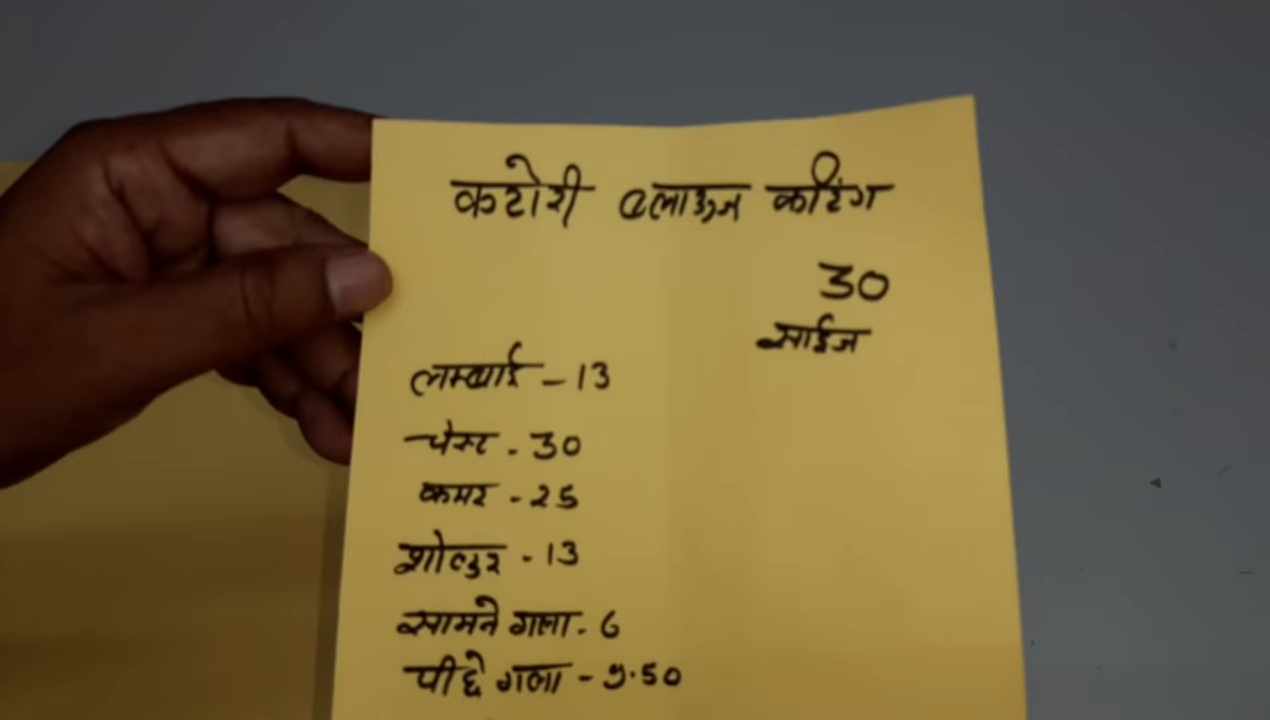 कटोरी ब्लाऊज कटिंग
30
साईज
लम्बाई - 13
चेस्ट - 30
कमर - 25
शोल्डर - 13
सामने गला - 6
पीछे गला - 9.50